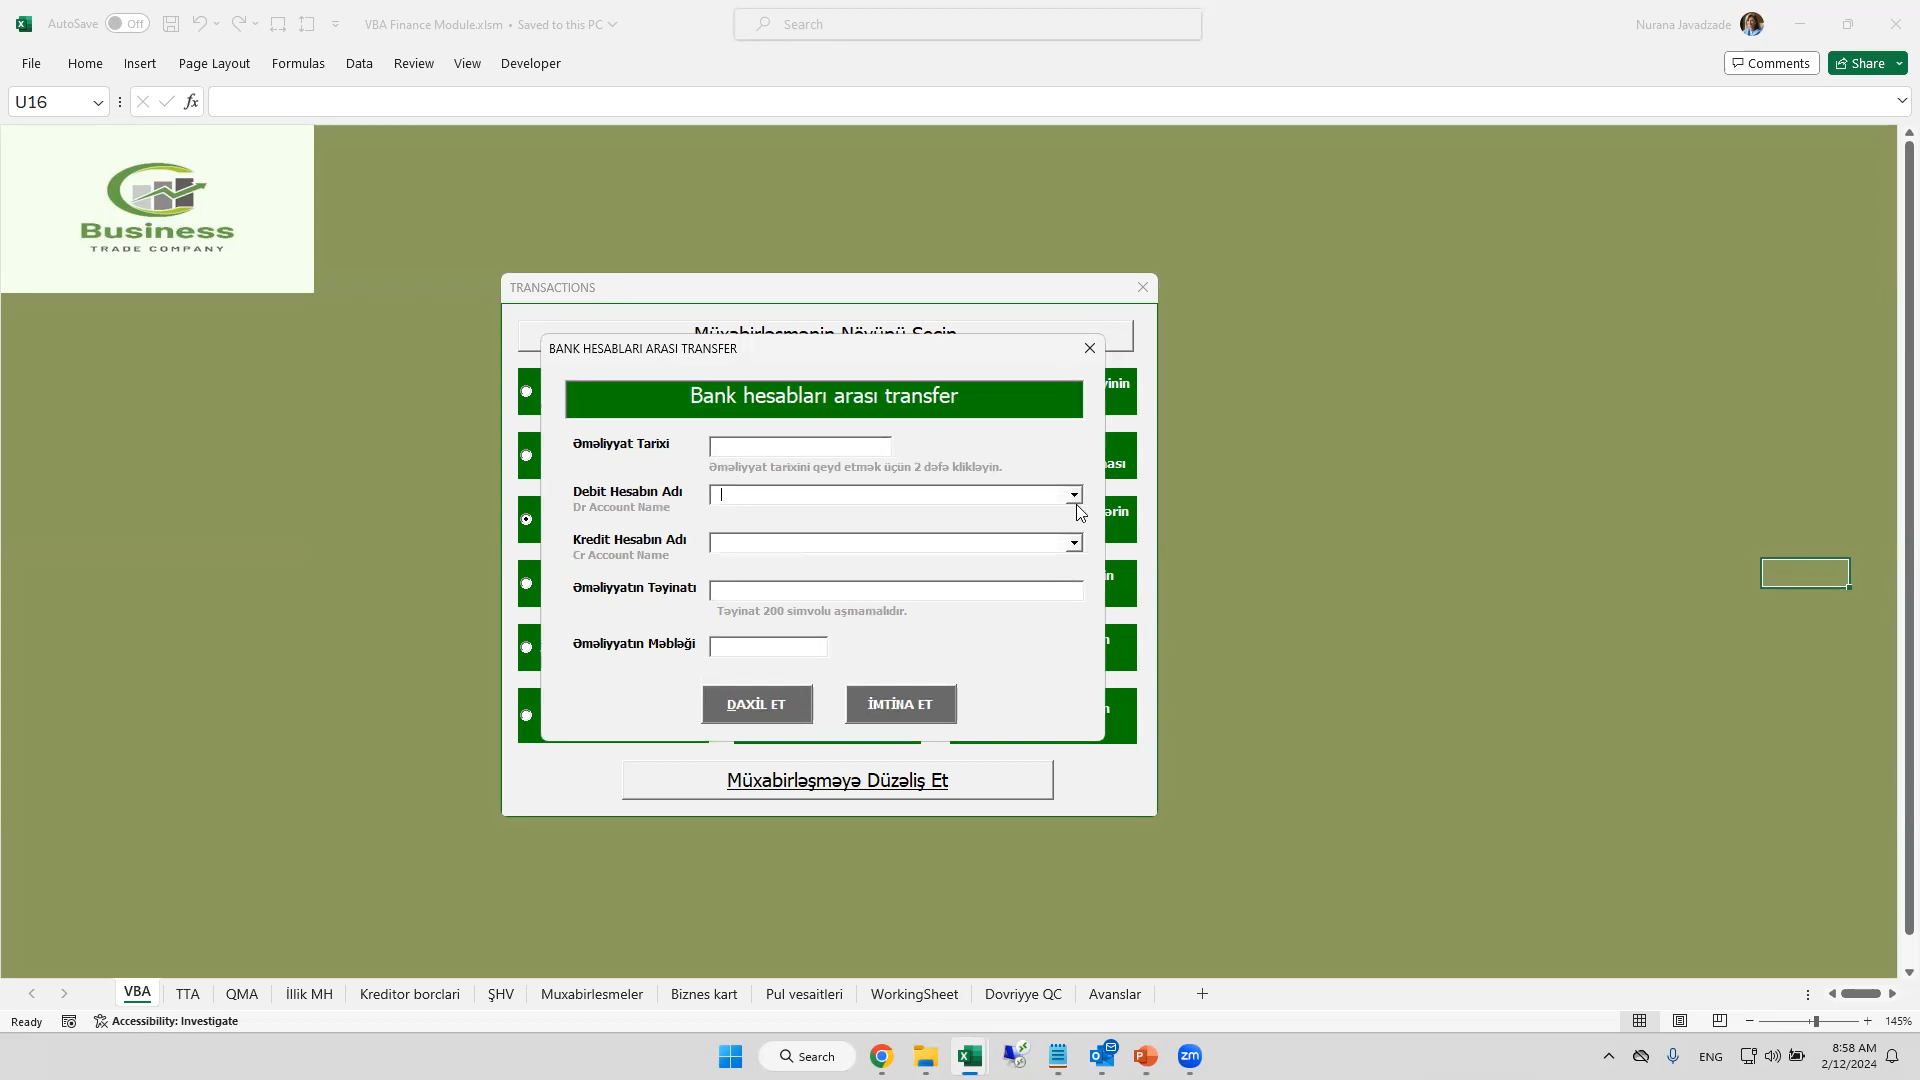 AutoSave Off VBA Finance Module.xlsm • Saved to this PC Search Nurana Javadzade
File Home Insert Page Layout Formulas Data Review View Developer Comments Share
U16 fx
Business
TRADE COMPANY
TRANSACTIONS
Müxabirləşmənin Növünü Seçin
BANK HESABLARI ARASI TRANSFER
Bank hesabları arası transfer
Əməliyyat Tarixi
Əməliyyat tarixini qeyd etmək üçün 2 dəfə klikləyin.
Debit Hesabın Adı
Dr Account Name
Kredit Hesabın Adı
Cr Account Name
Əməliyyatın Təyinatı
Təyinat 200 simvolu aşmamalıdır.
Əməliyyatın Məbləği
DAXİL ET İMTİNA ET
Müxabirləşməyə Düzəliş Et
VBA TTA QMA İllik MH Kreditor borclari ŞHV Muxabirlesmeler Biznes kart Pul vesaitleri WorkingSheet Dovriyye QC Avanslar
Ready Accessibility: Investigate 145%
Search ENG 8:58 AM
2/12/2024